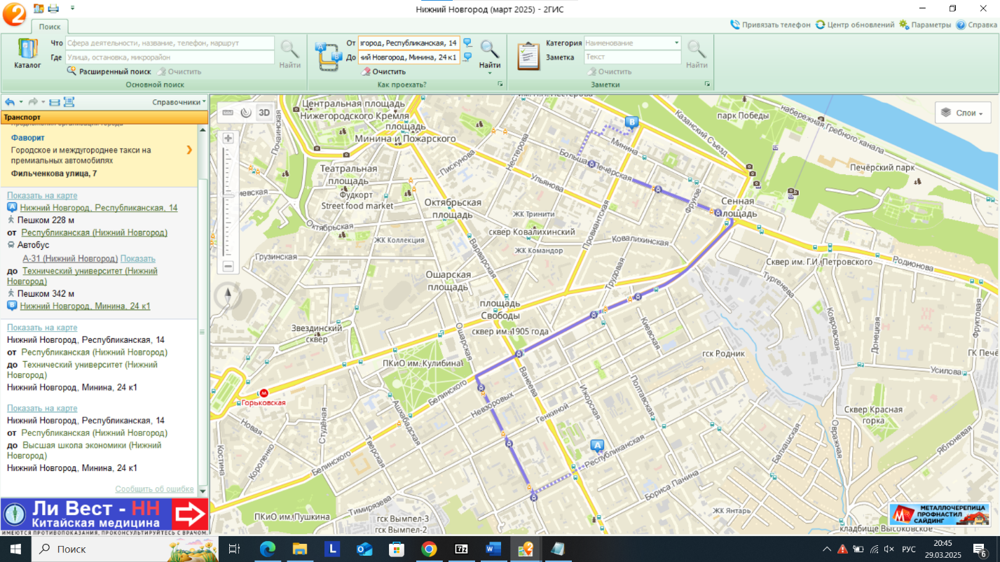 Нижний Новгород (март 2025) - 2ГИС
Поиск
Привязать телефон
Центр обновлений
Параметры
Справка
Каталог
Что
Сфера деятельности, название, телефон, маршрут
Где
Улица, остановка, микрорайон
Расширенный поиск
Очистить
Найти
Основной поиск
От
город, Республиканская, 14
До
ий Новгород, Минина, 24 к1
Очистить
Найти
Как проехать?
Категория
Наименование
Заметка
Текст
Очистить
Найти
Заметки
Справочники
Транспорт
Фаворит
Городское и междугороднее такси на
премиальных автомобилях
Фильченкова улица, 7
Показать на карте
A Нижний Новгород, Республиканская, 14
Пешком 228 м
от Республиканская (Нижний Новгород)
Автобус
А-31 (Нижний Новгород) Показать
до Технический университет (Нижний
Новгород)
Пешком 342 м
B Нижний Новгород, Минина, 24 к1
Показать на карте
Нижний Новгород, Республиканская, 14
от Республиканская (Нижний Новгород)
до Технический университет (Нижний
Новгород)
Нижний Новгород, Минина, 24 к1
Показать на карте
Нижний Новгород, Республиканская, 14
от Республиканская (Нижний Новгород)
до Высшая школа экономики (Нижний
Новгород)
Нижний Новгород, Минина, 24 к1
Сообщить об ошибке
Ли Вест - НН
Китайская медицина
ИМЕЮТСЯ ПРОТИВОПОКАЗАНИЯ, ПРОКОНСУЛЬТИРУЙТЕСЬ С ВРАЧОМ.
3D
Слои
Центральная площадь
Нижегородского Кремля
площадь
Минина и Пожарского
Почаинская
Театральная
площадь
Фудкорт
Street food market
Октябрьская
Октябрьская
площадь
Пискунова
Нестерова
Ульянова
Больша
Печёрская
Минина
B
Казанский Съезд
парк Победы
набережная Гребного канала
Печёрский парк
Фрунзе
Сенная
площадь
ЖК Тринити
сквер Ковалихинский
Провиантская
Ковалихинская
ЖК Коллекция
ЖК Командор
Грузинская
Варварская
Ошарская
площадь
Трудовая
Сквер им. Г.И. Петровского
Родионова
Тургенева
площадь
Свободы
сквер им. 1905 года
Звездинский
сквер
Ошарская
Киевская
Ковровская
Донецкая
Фруктовая
гск Родник
ГК Печё
Усилова
ПКиО им. Кулибина
Горьковская
Белинского
Ванеева
Невзоровых
Генкиной
Ижорская
Полтавская
Ашхабадская
Студёная
Новая
Короленко
Костина
Белинского
Тверская
A
Республиканская
Бориса Панина
Балхашская
Овражная
Сквер Красная
горка
Яблоневая
Тимирязева
ПКиО им.Пушкина
гск Вымпел-3
гск Вымпел-2
ЖК Янтарь
кладбище Высоковское
МЕТАЛЛОЧЕРЕПИЦА
ПРОФНАСТИЛ
САЙДИНГ
Поиск
РУС
20:45
29.03.2025
6